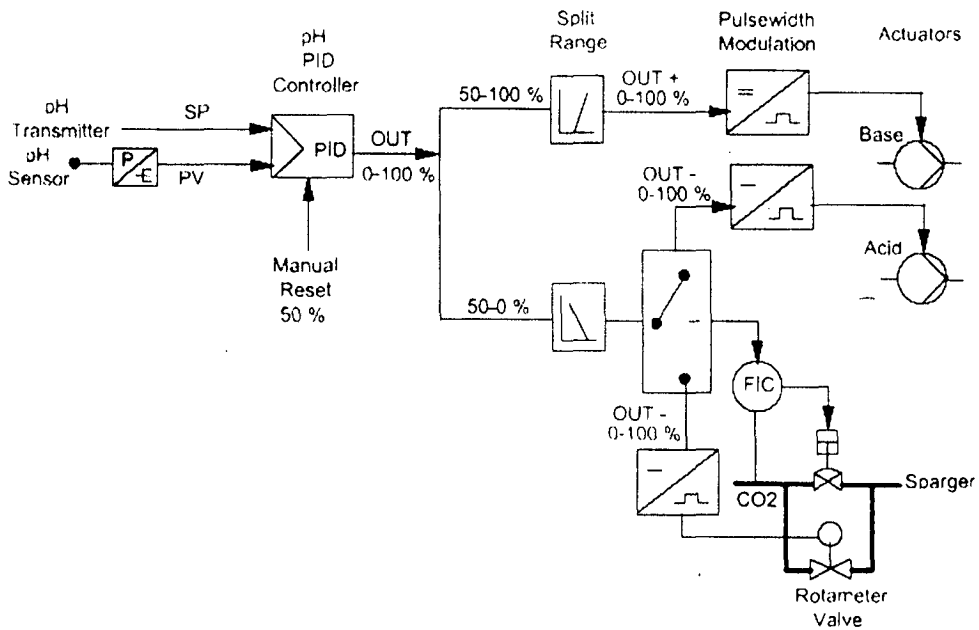 pH
PID
Controller
Split
Range
Pulsewidth
Modulation
Actuators
pH
Transmitter
pH
Sensor
P
E
SP
PV
PID
OUT
0-100 %
Manual
Reset
50 %
50-100 %
OUT +
0-100 %
Base
OUT -
0-100 %
Acid
50-0 %
FIC
OUT -
0-100 %
CO2
Sparger
Rotameter
Valve